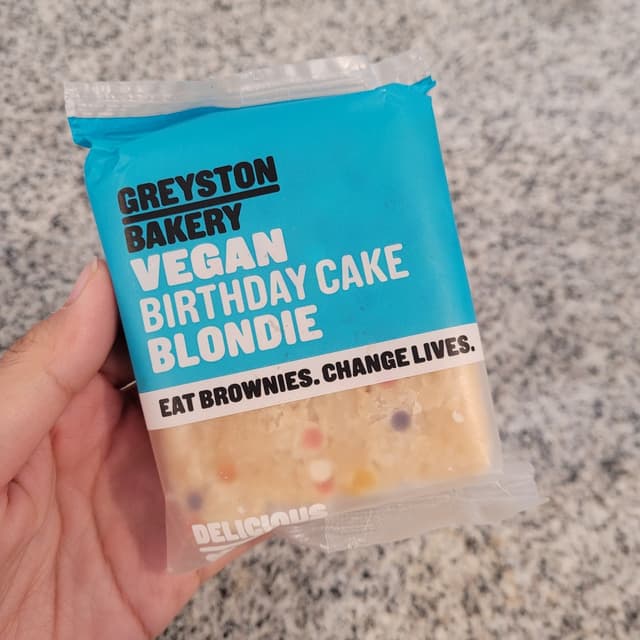 GREYSTON
BAKERY
VEGAN
BIRTHDAY CAKE
BLONDIE
EAT BROWNIES. CHANGE LIVES.
DELICIOUS